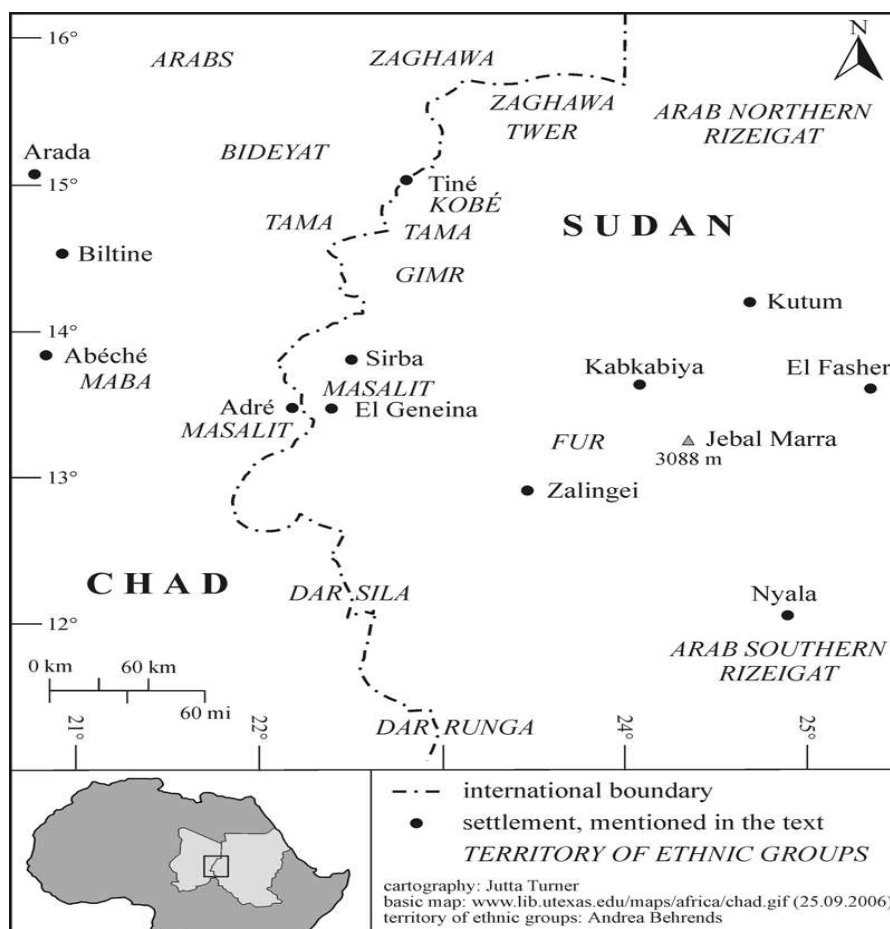 16°
ARABS
ZAGHAWA
N
ZAGHAWA
TWER
ARAB NORTHERN
RIZEIGAT
Arada
BIDEYAT
15°
Tiné
KOBÉ
TAMA
TAMA
SUDAN
Biltine
GIMR
Kutum
14°
Abéché
MABA
Sirba
Kabkabiya
El Fasher
MASALIT
Adré
El Geneina
MASALIT
FUR
Jebal Marra
3088 m
13°
Zalingei
CHAD
DAR SILA
Nyala
12°
ARAB SOUTHERN
RIZEIGAT
0 km 60 km
60 mi
DAR RUNGA
21°
22°
24°
25°
international boundary
settlement, mentioned in the text
TERRITORY OF ETHNIC GROUPS
cartography: Jutta Turner
basic map: www.lib.utexas.edu/maps/africa/chad.gif (25.09.2006)
territory of ethnic groups: Andrea Behrends